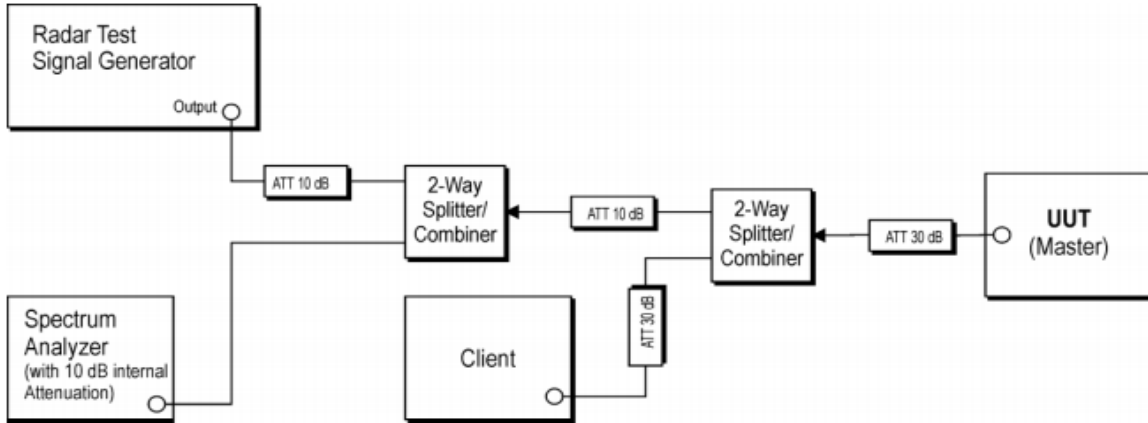 Radar Test
Signal Generator
Output
ATT 10 dB
2-Way
Splitter/
Combiner
ATT 10 dB
2-Way
Splitter/
Combiner
ATT 30 dB
UUT
(Master)
Spectrum
Analyzer
(with 10 dB internal
Attenuation)
Client
ATT 30 dB